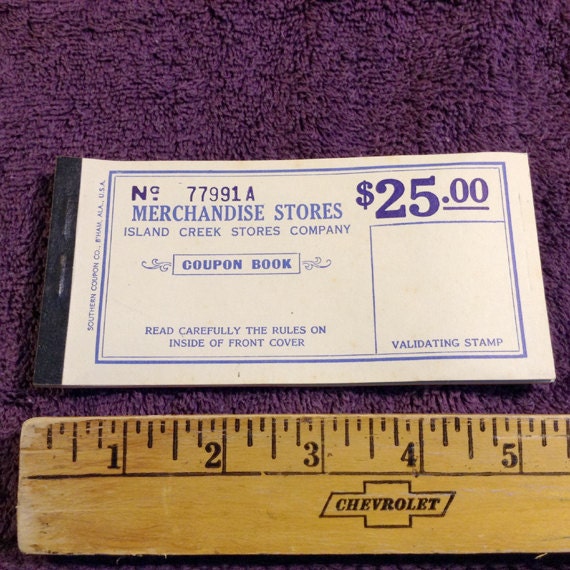 Nº 77991A
$25.00
MERCHANDISE STORES
ISLAND CREEK STORES COMPANY
COUPON BOOK
READ CAREFULLY THE RULES ON
INSIDE OF FRONT COVER
VALIDATING STAMP
SOUTHERN COUPON CO., B'HAM, ALA., U.S.A.
1 2 3 4 5
CHEVROLET